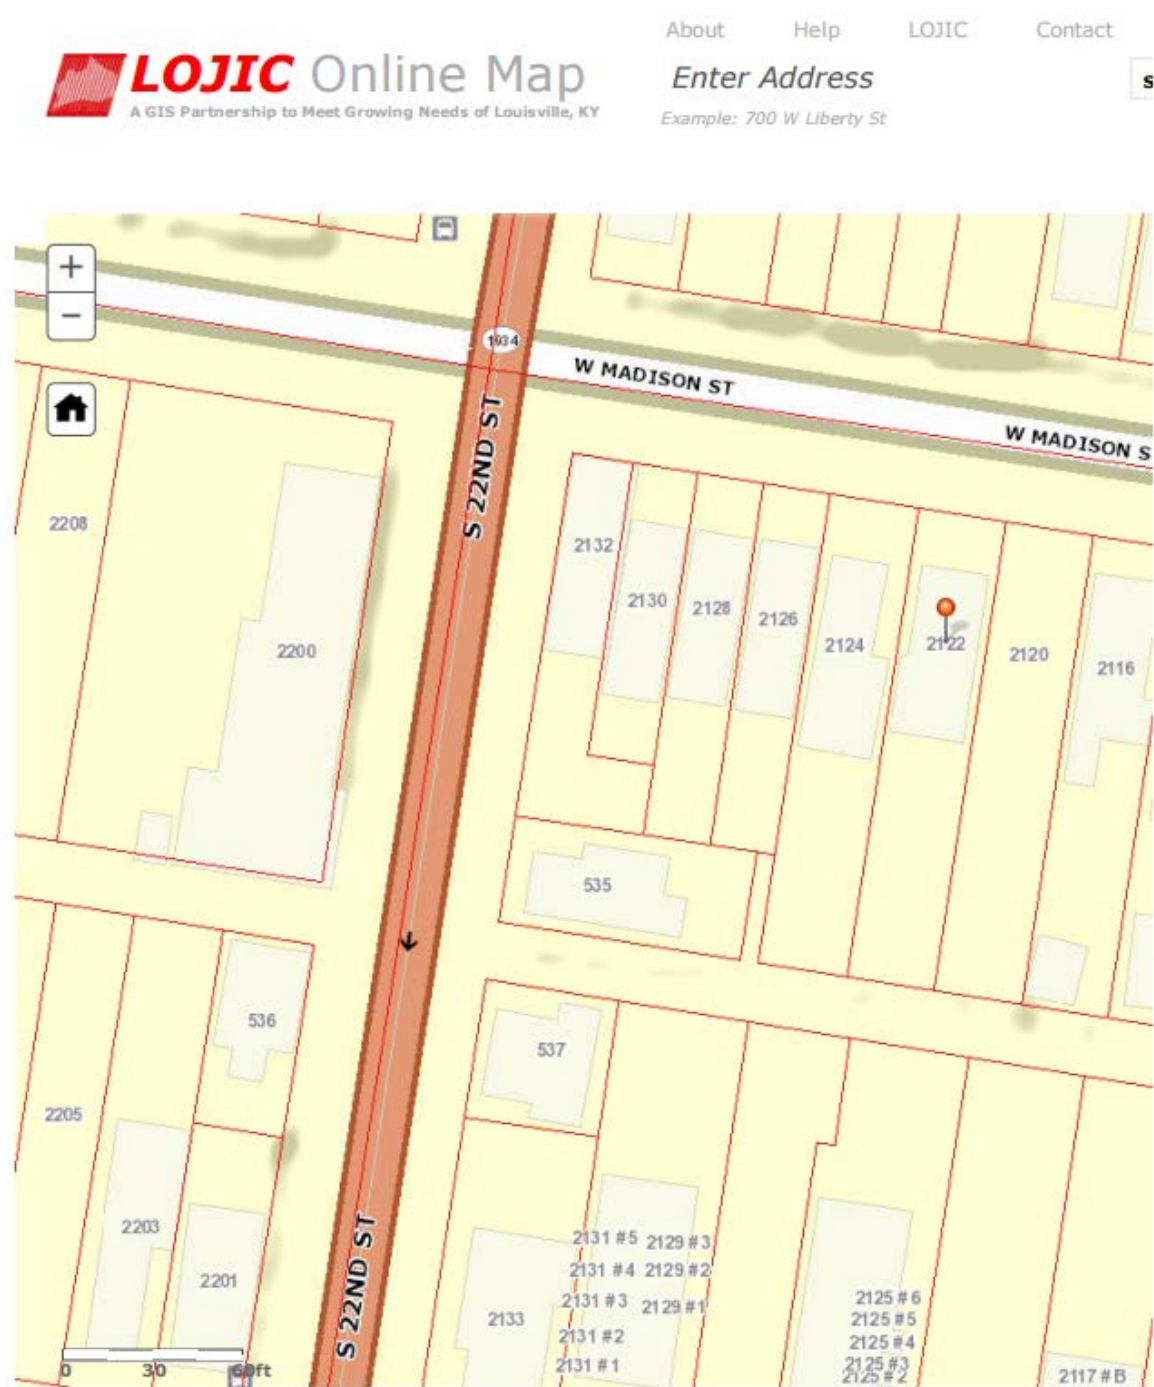 About Help LOJIC Contact
LOJIC Online Map
Enter Address
s
A GIS Partnership to Meet Growing Needs of Louisville, KY
Example: 700 W Liberty St
+
−
1934
W MADISON ST
W MADISON S
S 22ND ST
2208
2132
2130
2128
2126
2124
2122
2120
2116
2200
535
536
537
2205
2203
2201
S 22ND ST
2133
2131 #5 2129 #3
2131 #4 2129 #2
2131 #3 2129 #1
2131 #2
2131 #1
2125 #6
2125 #5
2125 #4
2125 #3
2125 #2
2117 #B
0 30 60ft